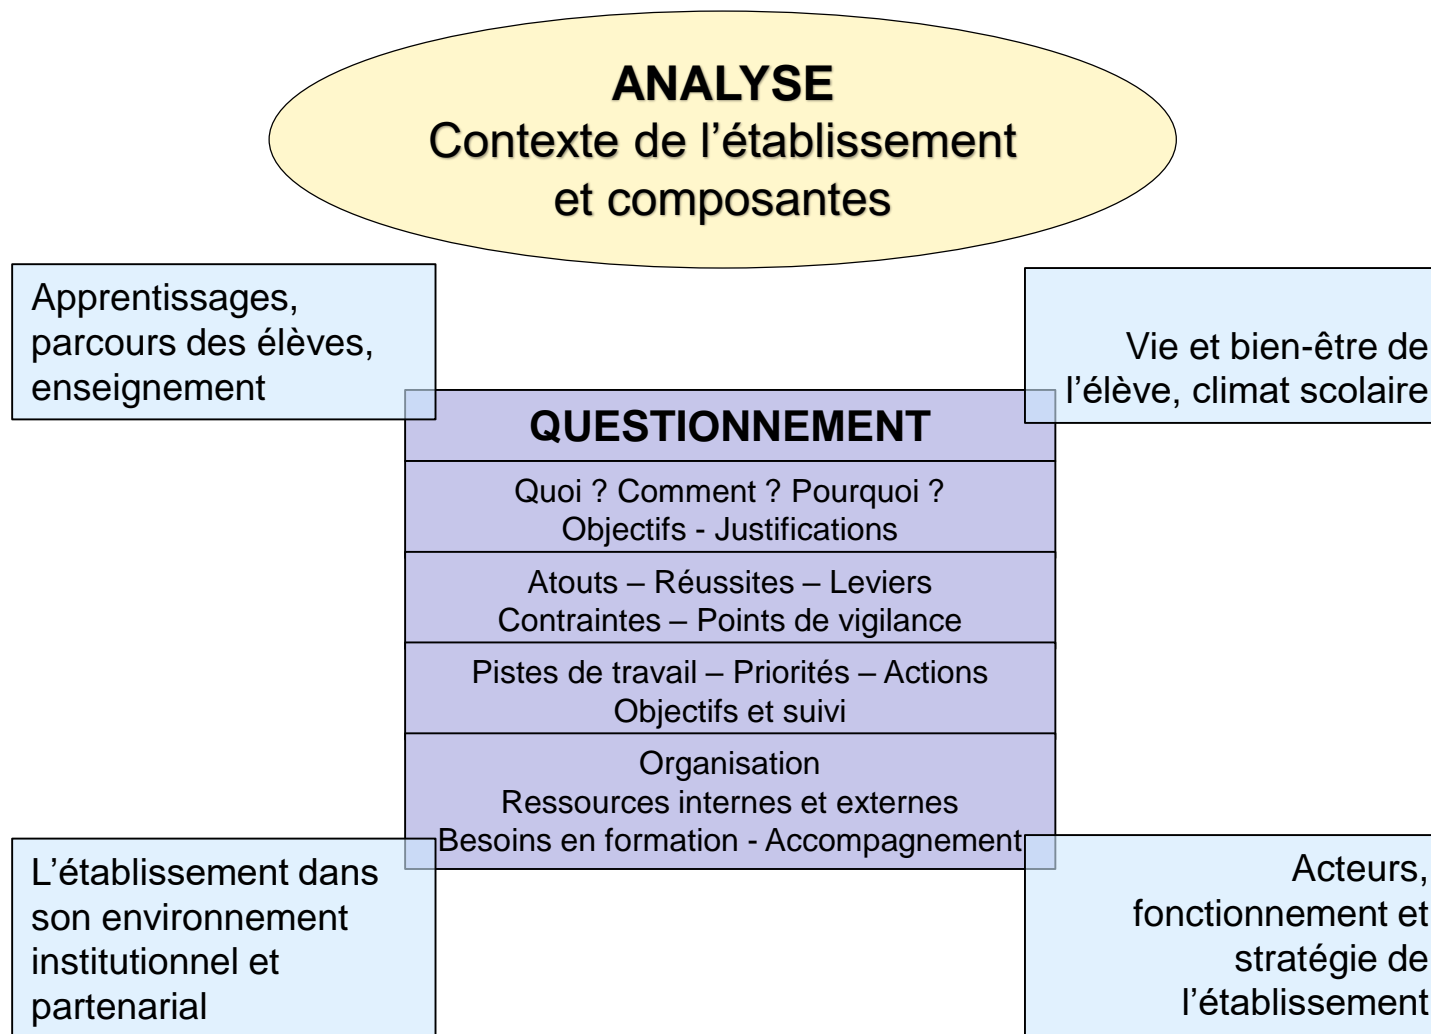 ANALYSE
Contexte de l’établissement
et composantes
Apprentissages,
parcours des élèves,
enseignement
Vie et bien-être de
l’élève, climat scolaire
QUESTIONNEMENT
Quoi ? Comment ? Pourquoi ?
Objectifs - Justifications
Atouts – Réussites – Leviers
Contraintes – Points de vigilance
Pistes de travail – Priorités – Actions
Objectifs et suivi
Organisation
Ressources internes et externes
Besoins en formation - Accompagnement
L’établissement dans
son environnement
institutionnel et
partenarial
Acteurs,
fonctionnement et
stratégie de
l’établissement